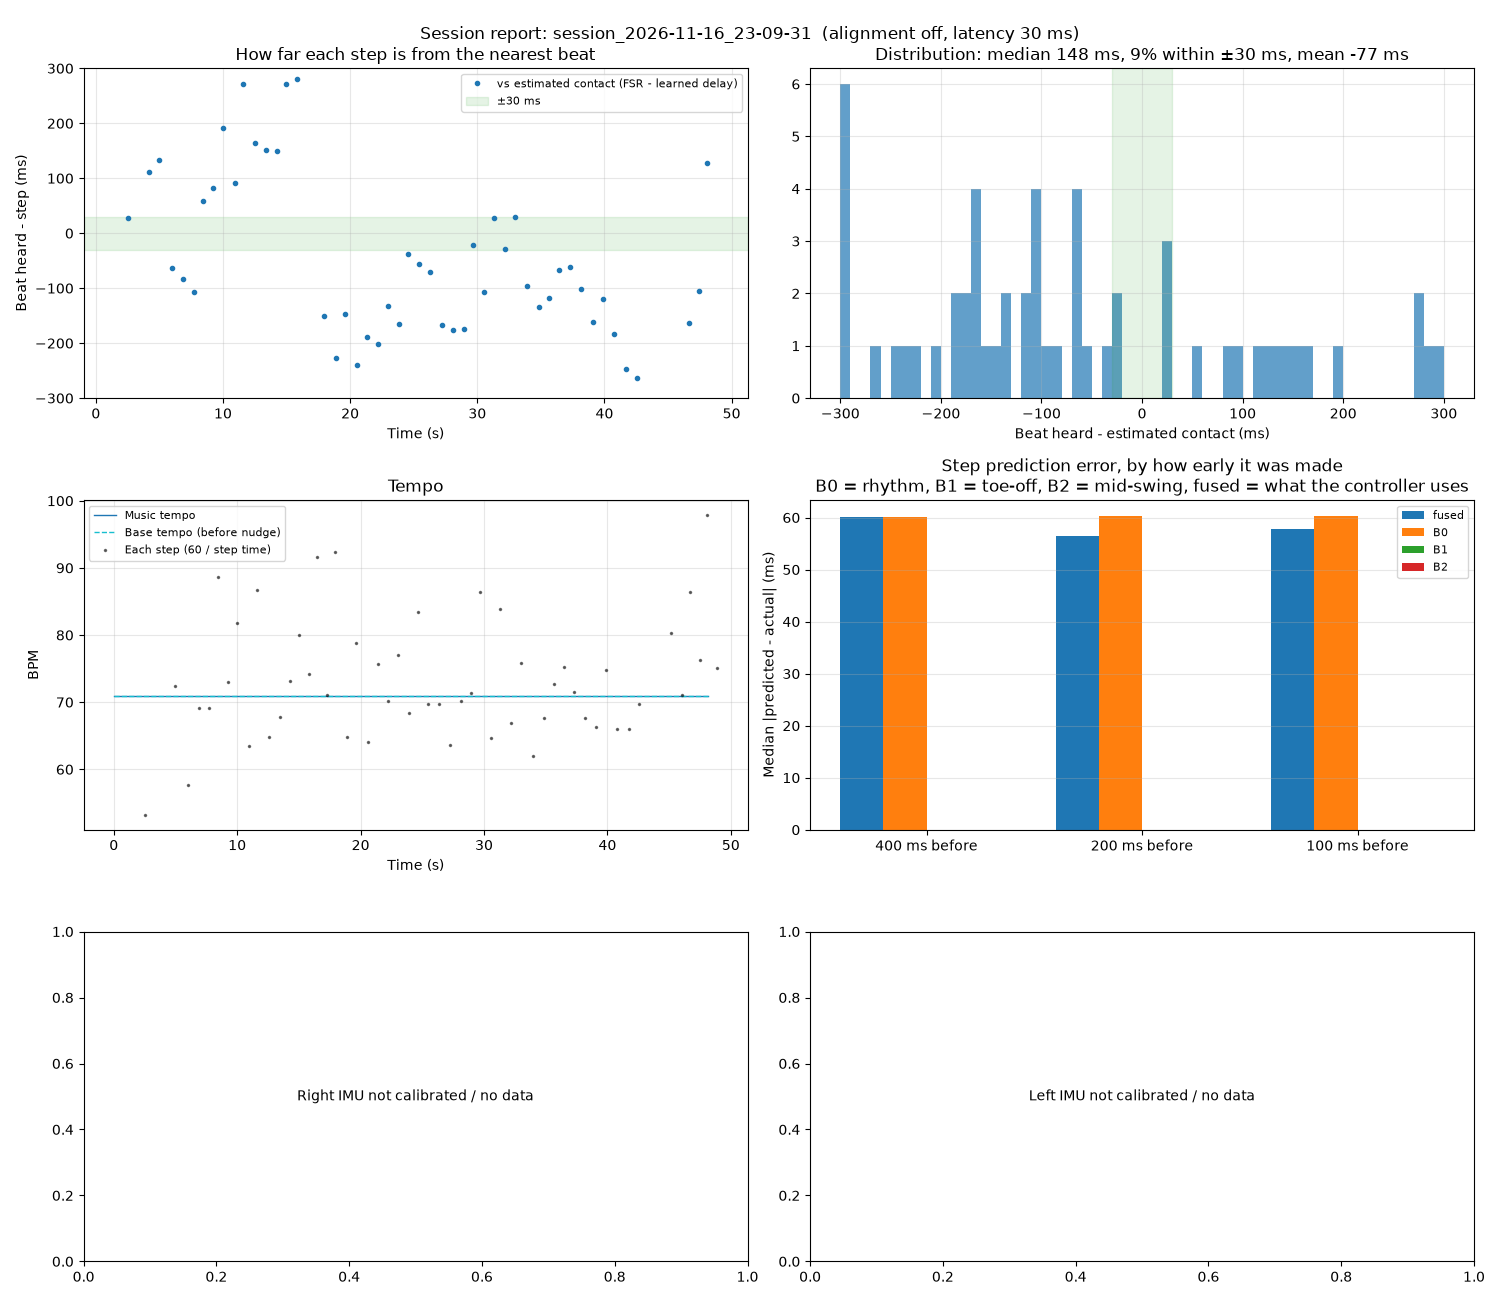 Session report: session_2026-11-16_23-09-31  (alignment off, latency 30 ms)
How far each step is from the nearest beat
300
200
100
0
−100
−200
−300
Beat heard - step (ms)
vs estimated contact (FSR - learned delay)
±30 ms
0 10 20 30 40 50
Time (s)
Distribution: median 148 ms, 9% within ±30 ms, mean -77 ms
6
5
4
3
2
1
0
−300 −200 −100 0 100 200 300
Beat heard - estimated contact (ms)
Tempo
100
90
80
70
60
BPM
Music tempo
Base tempo (before nudge)
Each step (60 / step time)
0 10 20 30 40 50
Time (s)
Step prediction error, by how early it was made
B0 = rhythm, B1 = toe-off, B2 = mid-swing, fused = what the controller uses
60
50
40
30
20
10
0
Median |predicted - actual| (ms)
fused
B0
B1
B2
400 ms before 200 ms before 100 ms before
1.0
0.8
0.6
0.4
0.2
0.0
Right IMU not calibrated / no data
0.0 0.2 0.4 0.6 0.8 1.0
1.0
0.8
0.6
0.4
0.2
0.0
Left IMU not calibrated / no data
0.0 0.2 0.4 0.6 0.8 1.0